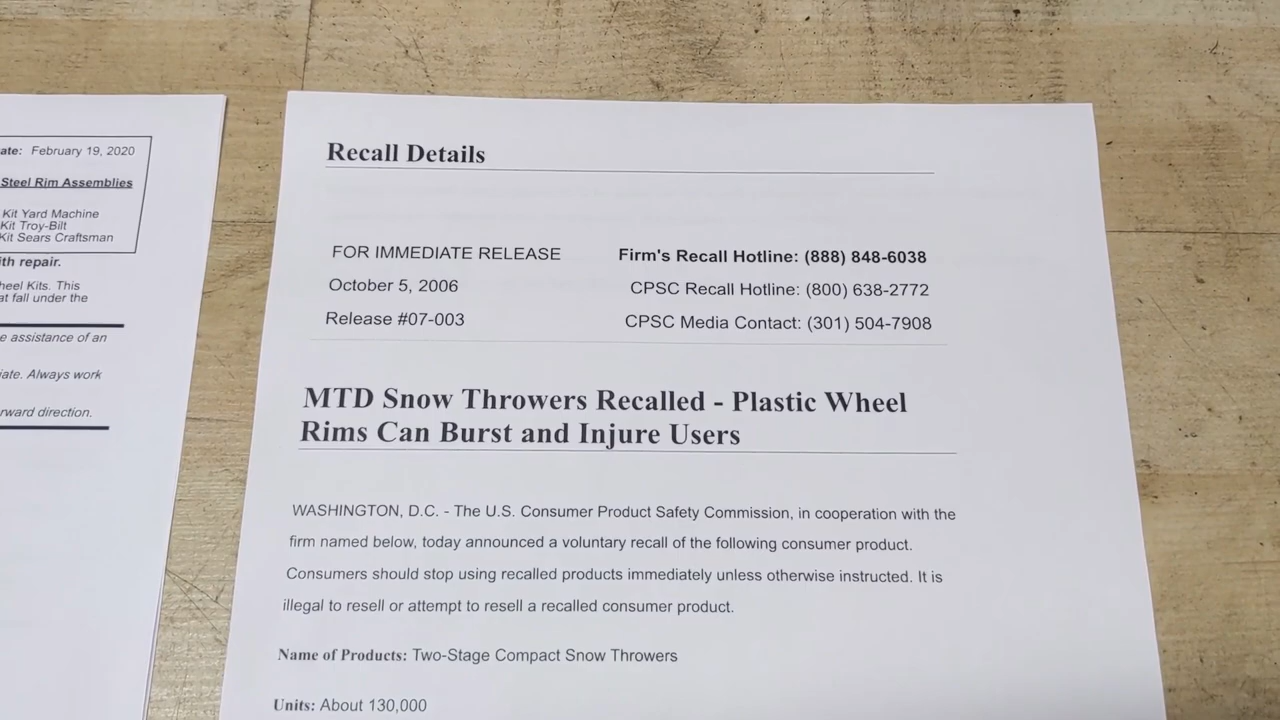 ate: February 19, 2020
Steel Rim Assemblies
Kit Yard Machine
Kit Troy-Bilt
Kit Sears Craftsman
ith repair.
heel Kits. This
at fall under the
e assistance of an
iate. Always work
rward direction.
Recall Details
FOR IMMEDIATE RELEASE
October 5, 2006
Release #07-003
Firm's Recall Hotline: (888) 848-6038
CPSC Recall Hotline: (800) 638-2772
CPSC Media Contact: (301) 504-7908
MTD Snow Throwers Recalled - Plastic Wheel
Rims Can Burst and Injure Users
WASHINGTON, D.C. - The U.S. Consumer Product Safety Commission, in cooperation with the
firm named below, today announced a voluntary recall of the following consumer product.
Consumers should stop using recalled products immediately unless otherwise instructed. It is
illegal to resell or attempt to resell a recalled consumer product.
Name of Products: Two-Stage Compact Snow Throwers
Units: About 130,000